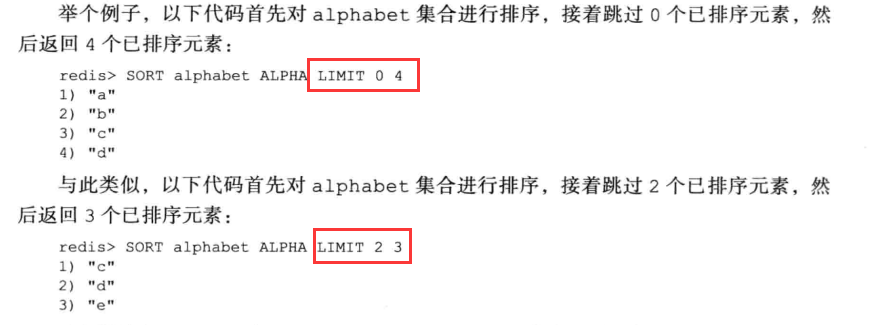 举个例子，以下代码首先对 alphabet 集合进行排序，接着跳过 0 个已排序元素，然
后返回 4 个已排序元素：
redis> SORT alphabet ALPHA LIMIT 0 4
1) "a"
2) "b"
3) "c"
4) "d"
与此类似，以下代码首先对 alphabet 集合进行排序，接着跳过 2 个已排序元素，然
后返回 3 个已排序元素：
redis> SORT alphabet ALPHA LIMIT 2 3
1) "c"
2) "d"
3) "e"